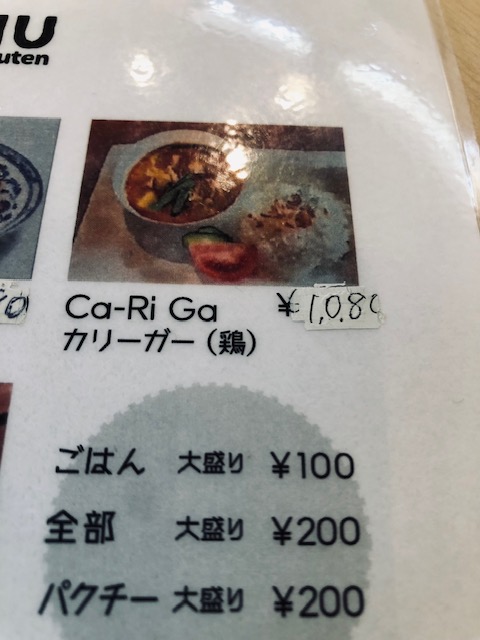 uten
Ca-Ri Ga ¥1,080
カリーガー（鶏）
ごはん 大盛り ¥100
全部 大盛り ¥200
パクチー 大盛り ¥200